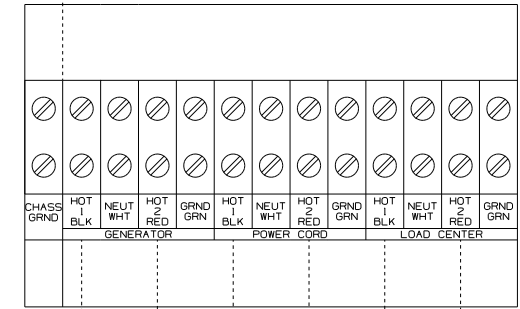 CHASS GRND
HOT 1 BLK
NEUT WHT
HOT 2 RED
GRND GRN
HOT 1 BLK
NEUT WHT
HOT 2 RED
GRND GRN
HOT 1 BLK
NEUT WHT
HOT 2 RED
GRND GRN
GENERATOR
POWER CORD
LOAD CENTER